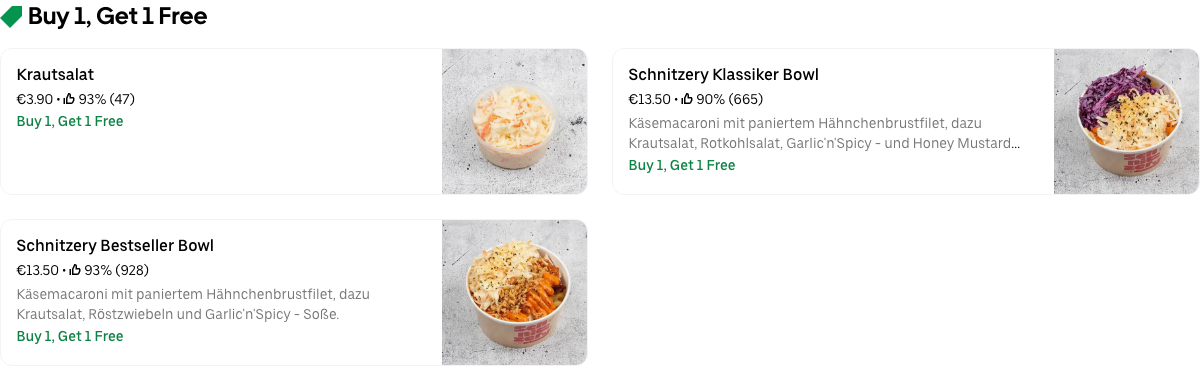 Buy 1, Get 1 Free
Krautsalat
€3.90 • 93% (47)
Buy 1, Get 1 Free
Schnitzery Klassiker Bowl
€13.50 • 90% (665)
Käsemacaroni mit paniertem Hähnchenbrustfilet, dazu
Krautsalat, Rotkohlsalat, Garlic'n'Spicy - und Honey Mustard...
Buy 1, Get 1 Free
Schnitzery Bestseller Bowl
€13.50 • 93% (928)
Käsemacaroni mit paniertem Hähnchenbrustfilet, dazu
Krautsalat, Röstzwiebeln und Garlic'n'Spicy - Soße.
Buy 1, Get 1 Free